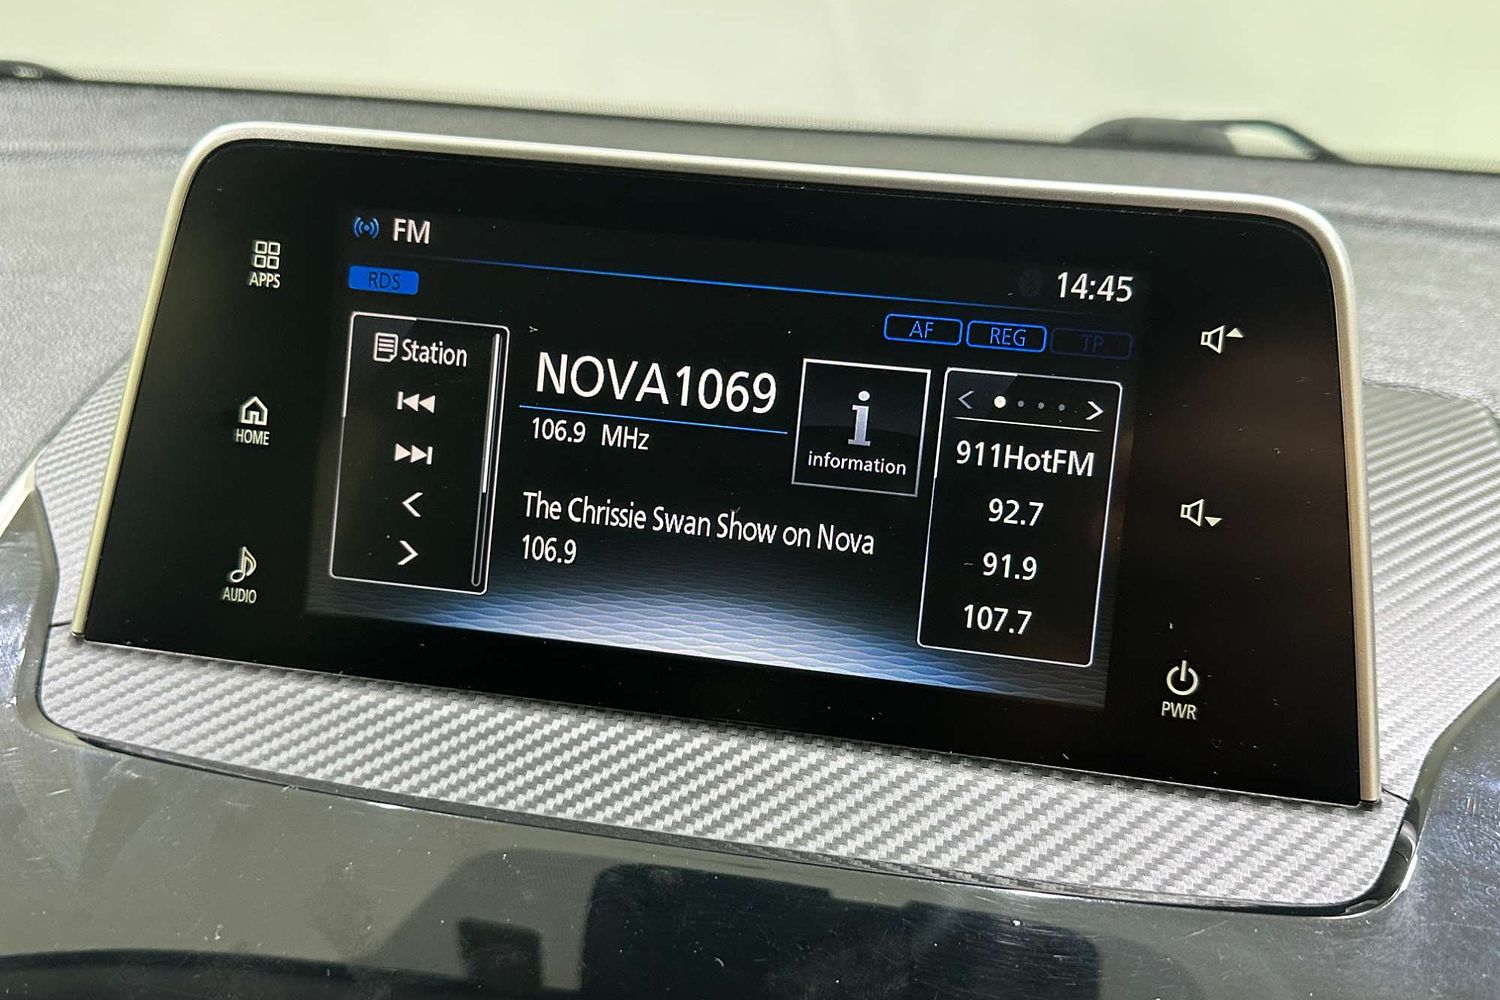 FM
14:45
RDS
AF REG TP
APPS
HOME
AUDIO
Station
NOVA1069
106.9 MHz
The Chrissie Swan Show on Nova
106.9
information
911HotFM
92.7
91.9
107.7
PWR